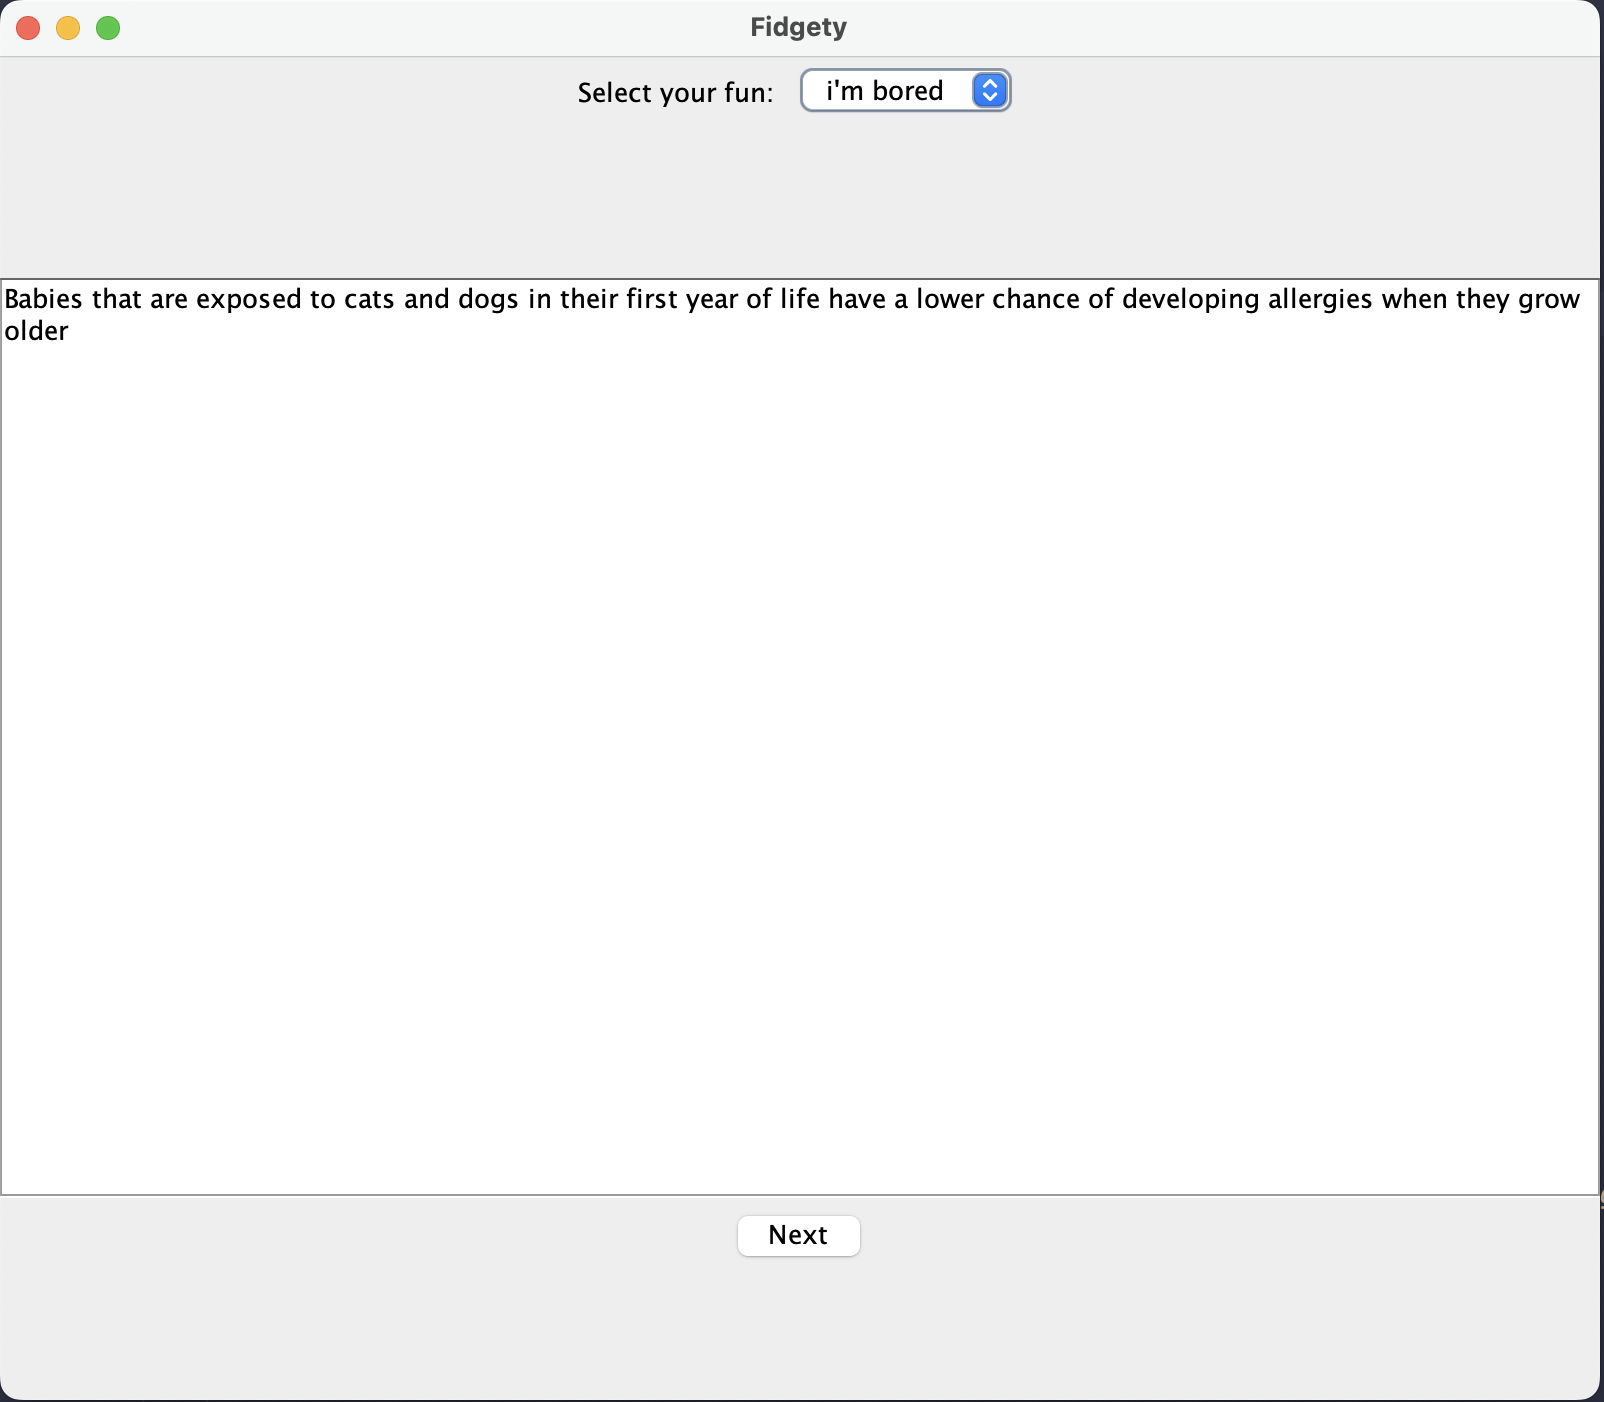 Fidgety
Select your fun: i'm bored
Babies that are exposed to cats and dogs in their first year of life have a lower chance of developing allergies when they grow
older
Next